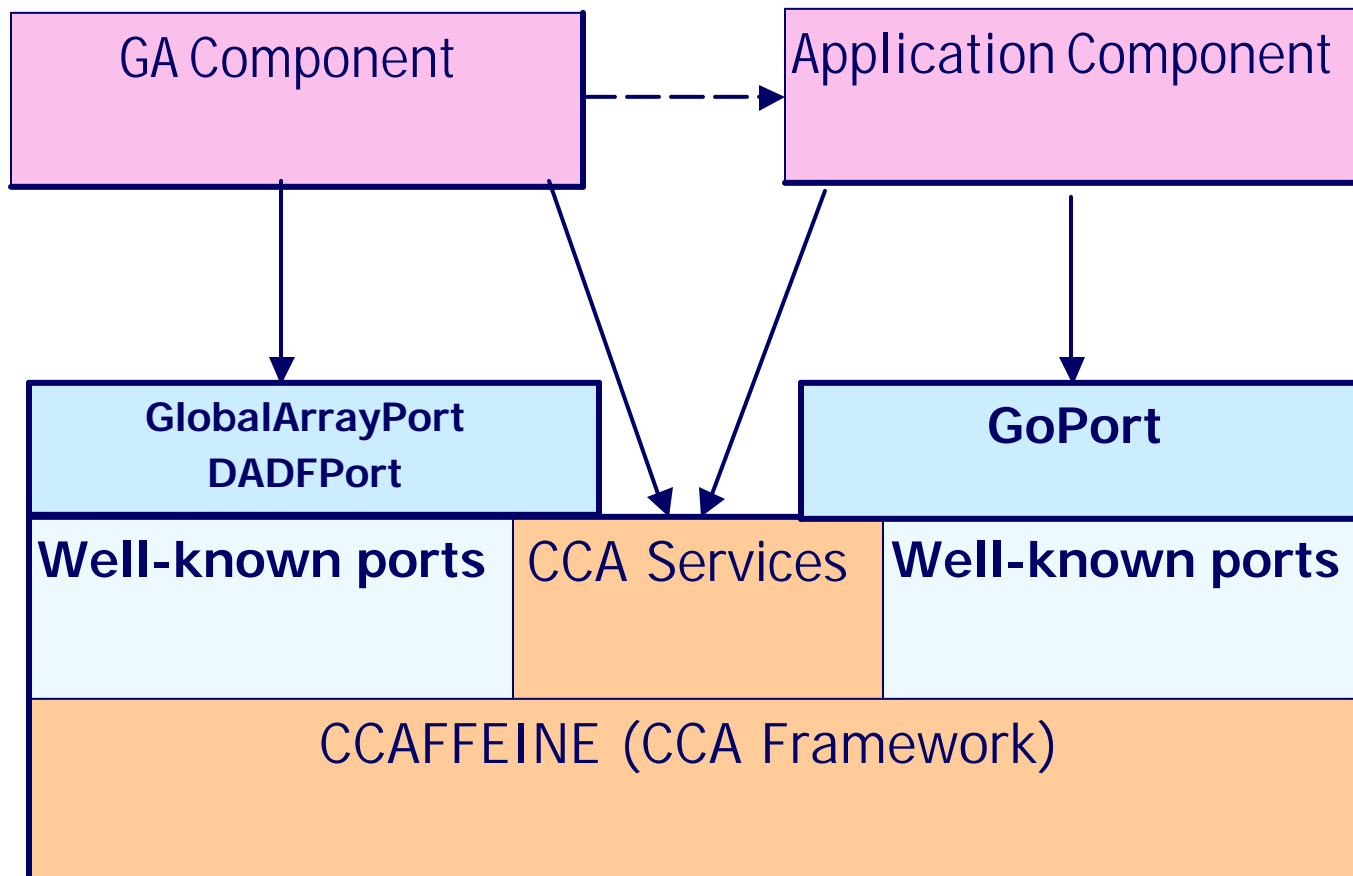 GA Component
Application Component
GlobalArrayPort
DADFPort
GoPort
Well-known ports
CCA Services
Well-known ports
CCAFFEINE (CCA Framework)